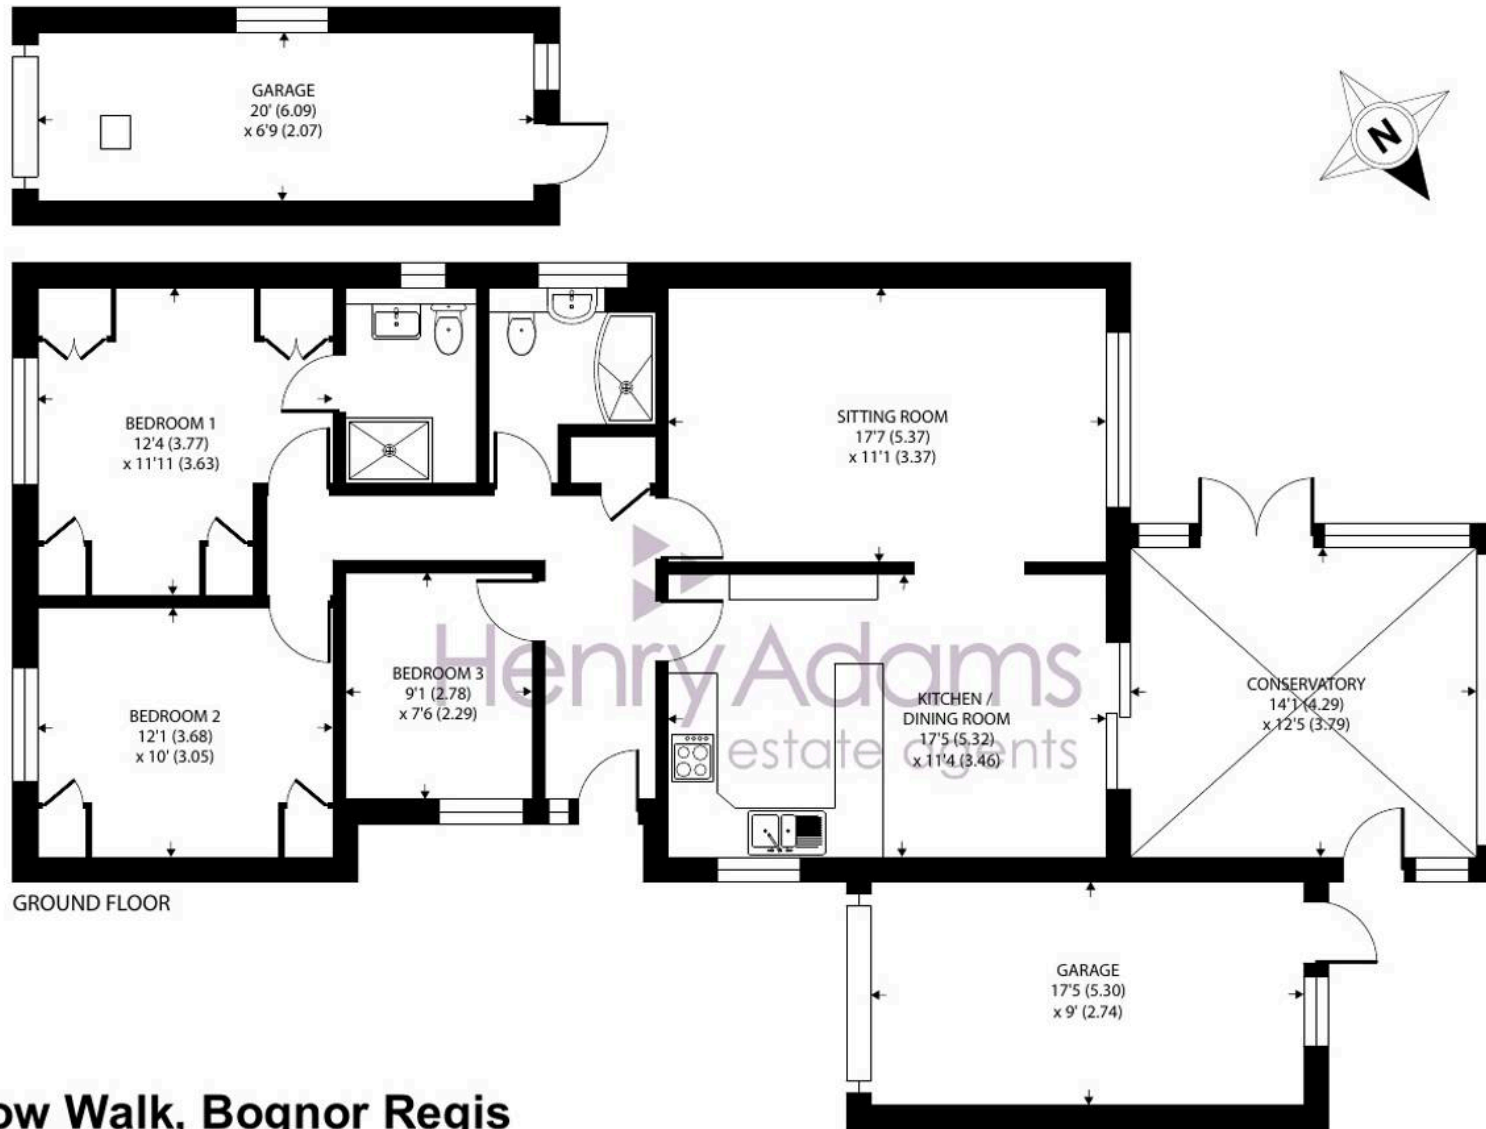 GARAGE
20' (6.09)
x 6'9 (2.07)
N
BEDROOM 1
12'4 (3.77)
x 11'11 (3.63)
SITTING ROOM
17'7 (5.37)
x 11'1 (3.37)
BEDROOM 2
12'1 (3.68)
x 10' (3.05)
BEDROOM 3
9'1 (2.78)
x 7'6 (2.29)
KITCHEN /
DINING ROOM
17'5 (5.32)
x 11'4 (3.46)
CONSERVATORY
14'1 (4.29)
x 12'5 (3.79)
Henry Adams
estate agents
GROUND FLOOR
GARAGE
17'5 (5.30)
x 9' (2.74)
ow Walk, Bognor Regis